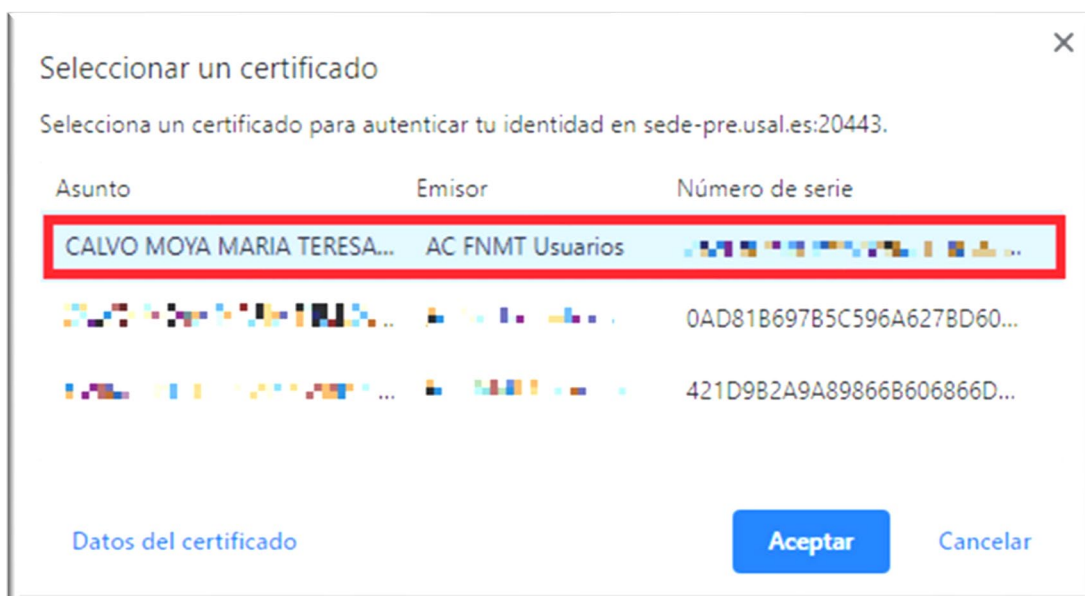 Seleccionar un certificado
Selecciona un certificado para autenticar tu identidad en sede-pre.usal.es:20443.
Asunto Emisor Número de serie
CALVO MOYA MARIA TERESA... AC FNMT Usuarios ...
... 0AD81B697B5C596A627BD60...
... 421D9B2A9A89866B606866D...
Datos del certificado Aceptar Cancelar